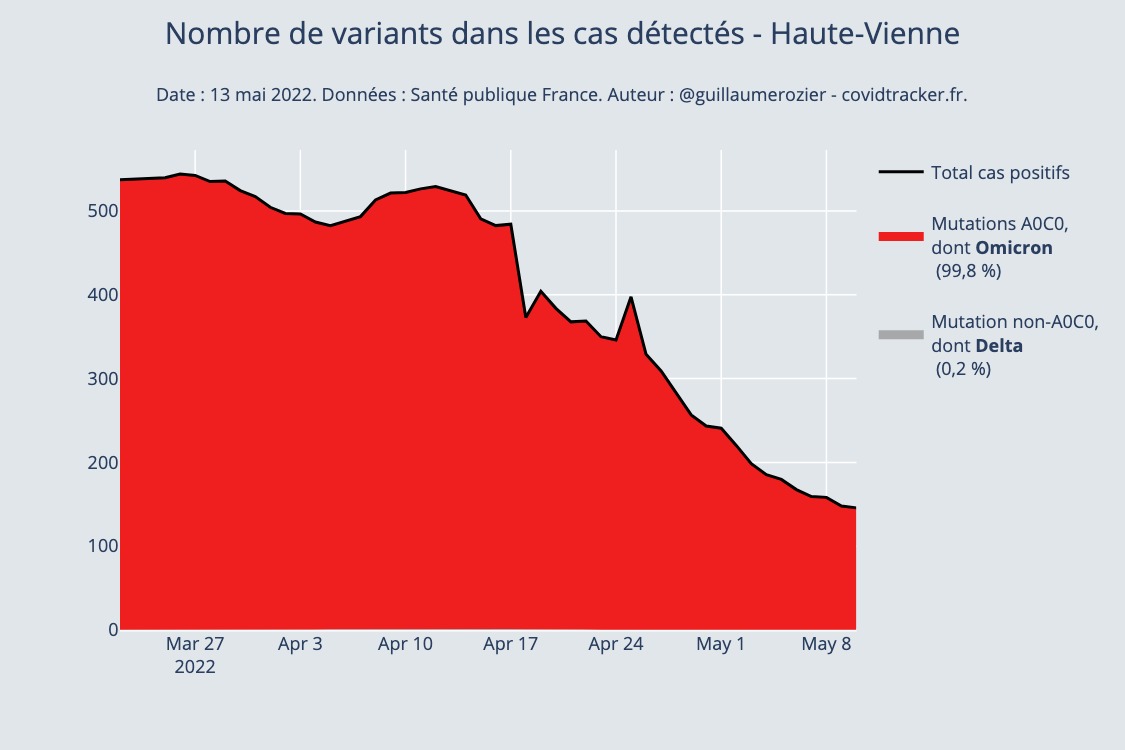 Nombre de variants dans les cas détectés - Haute-Vienne
Date : 13 mai 2022. Données : Santé publique France. Auteur : @guillaumerozier - covidtracker.fr.
Total cas positifs
Mutations A0C0,
dont Omicron
(99,8 %)
Mutation non-A0C0,
dont Delta
(0,2 %)
500
400
300
200
100
0
Mar 27
2022
Apr 3
Apr 10
Apr 17
Apr 24
May 1
May 8